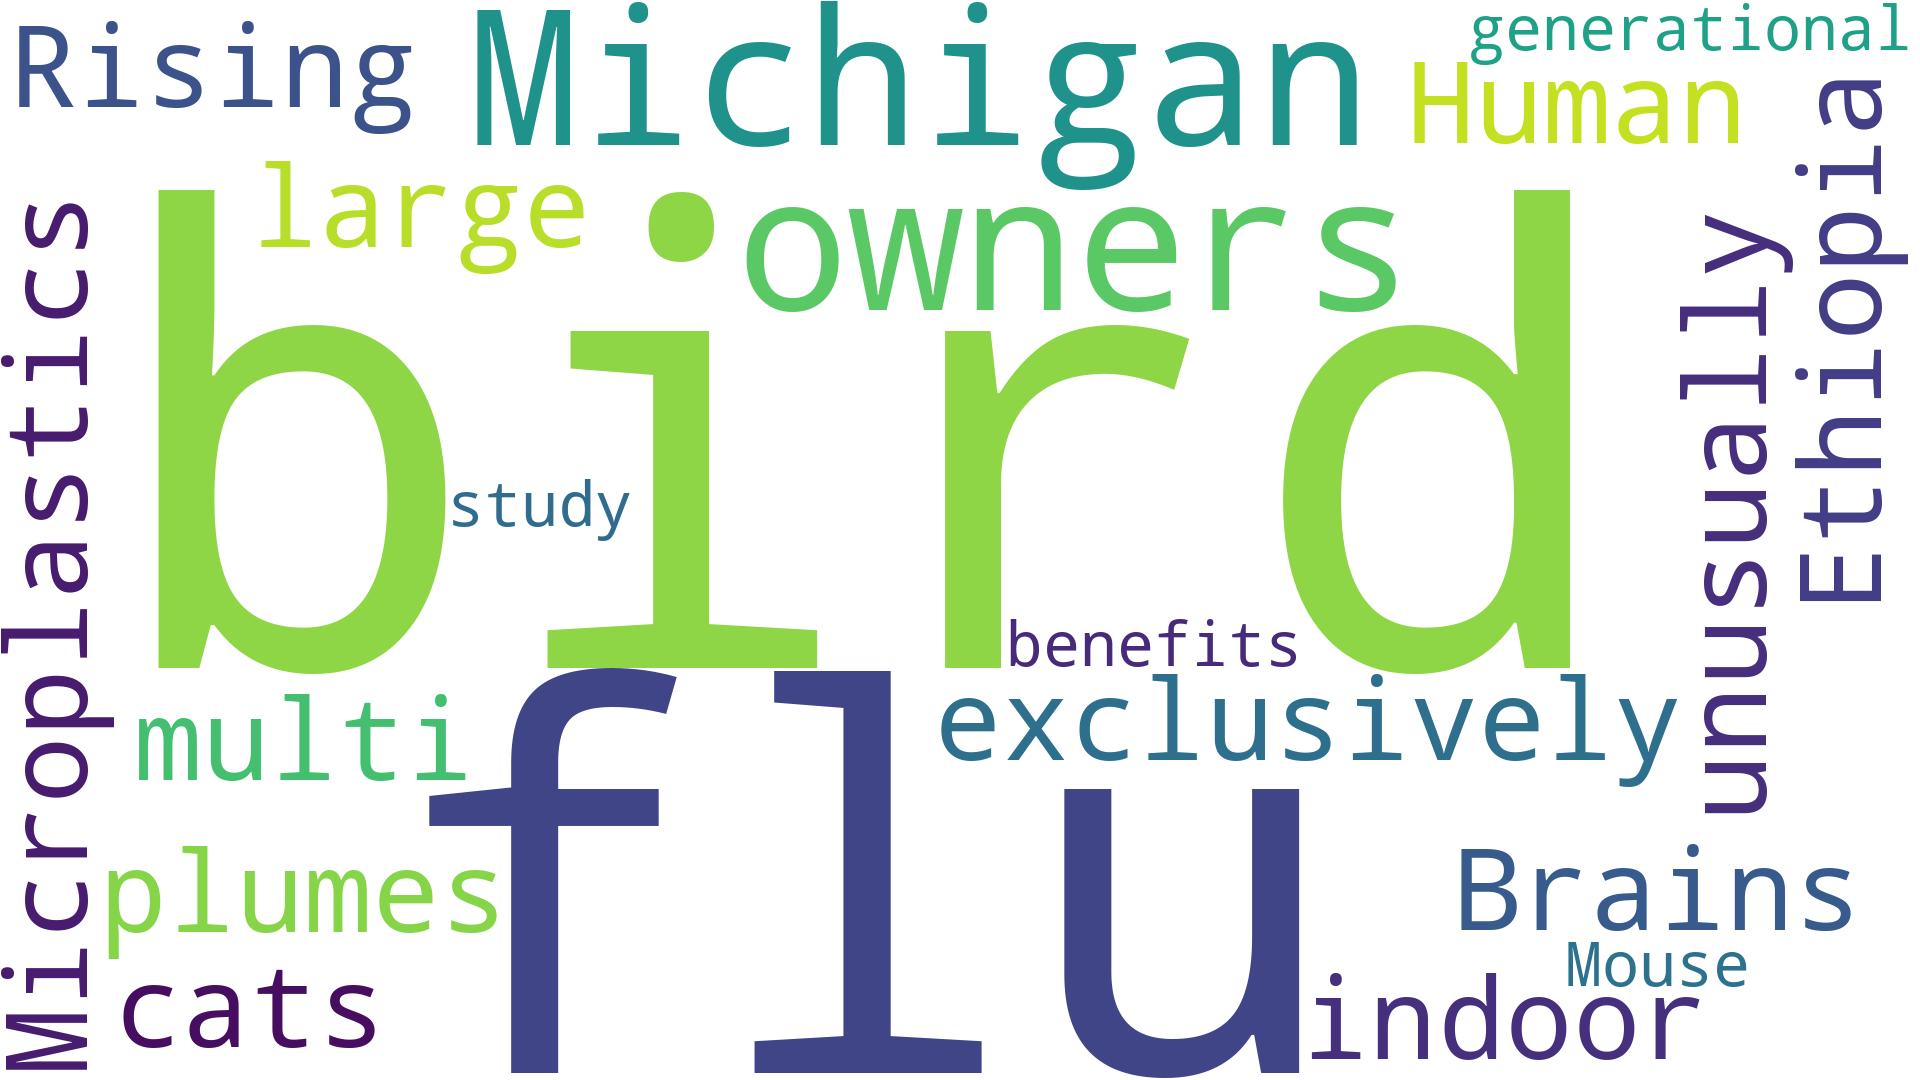 Rising
Michigan
generational
Human
large
owners
Microplastics
bird
unusually
Ethiopia
study
benefits
multi
flu
exclusively
plumes
Brains
Mouse
cats
indoor